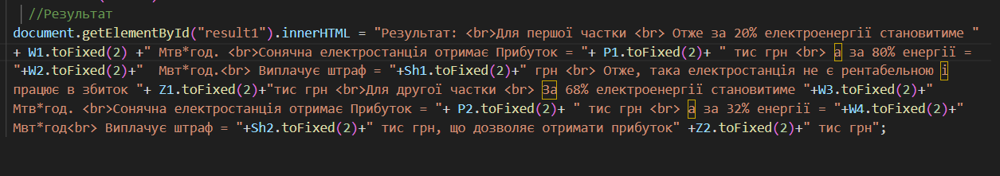 //Результат
document.getElementById("result1").innerHTML = "Результат: <br>Для першої частки <br> Отже за 20% електроенергії становитиме "
+ W1.toFixed(2) +" Мтв*год. <br>Сонячна електростанція отримає Прибуток = "+ P1.toFixed(2)+ " тис грн <br> а за 80% енергії =
"+W2.toFixed(2)+"  Мвт*год.<br> Виплачує штраф = "+Sh1.toFixed(2)+" грн <br> Отже, така електростанція не є рентабельною і
працює в збиток "+ Z1.toFixed(2)+"тис грн <br>Для другої частки <br> За 68% електроенергії становитиме "+W3.toFixed(2)+"
Мтв*год. <br>Сонячна електростанція отримає Прибуток = "+ P2.toFixed(2)+ " тис грн <br> а за 32% енергії = "+W4.toFixed(2)+"
Мвт*год<br> Виплачує штраф = "+Sh2.toFixed(2)+" тис грн, що дозволяє отримати прибуток" +Z2.toFixed(2)+" тис грн";